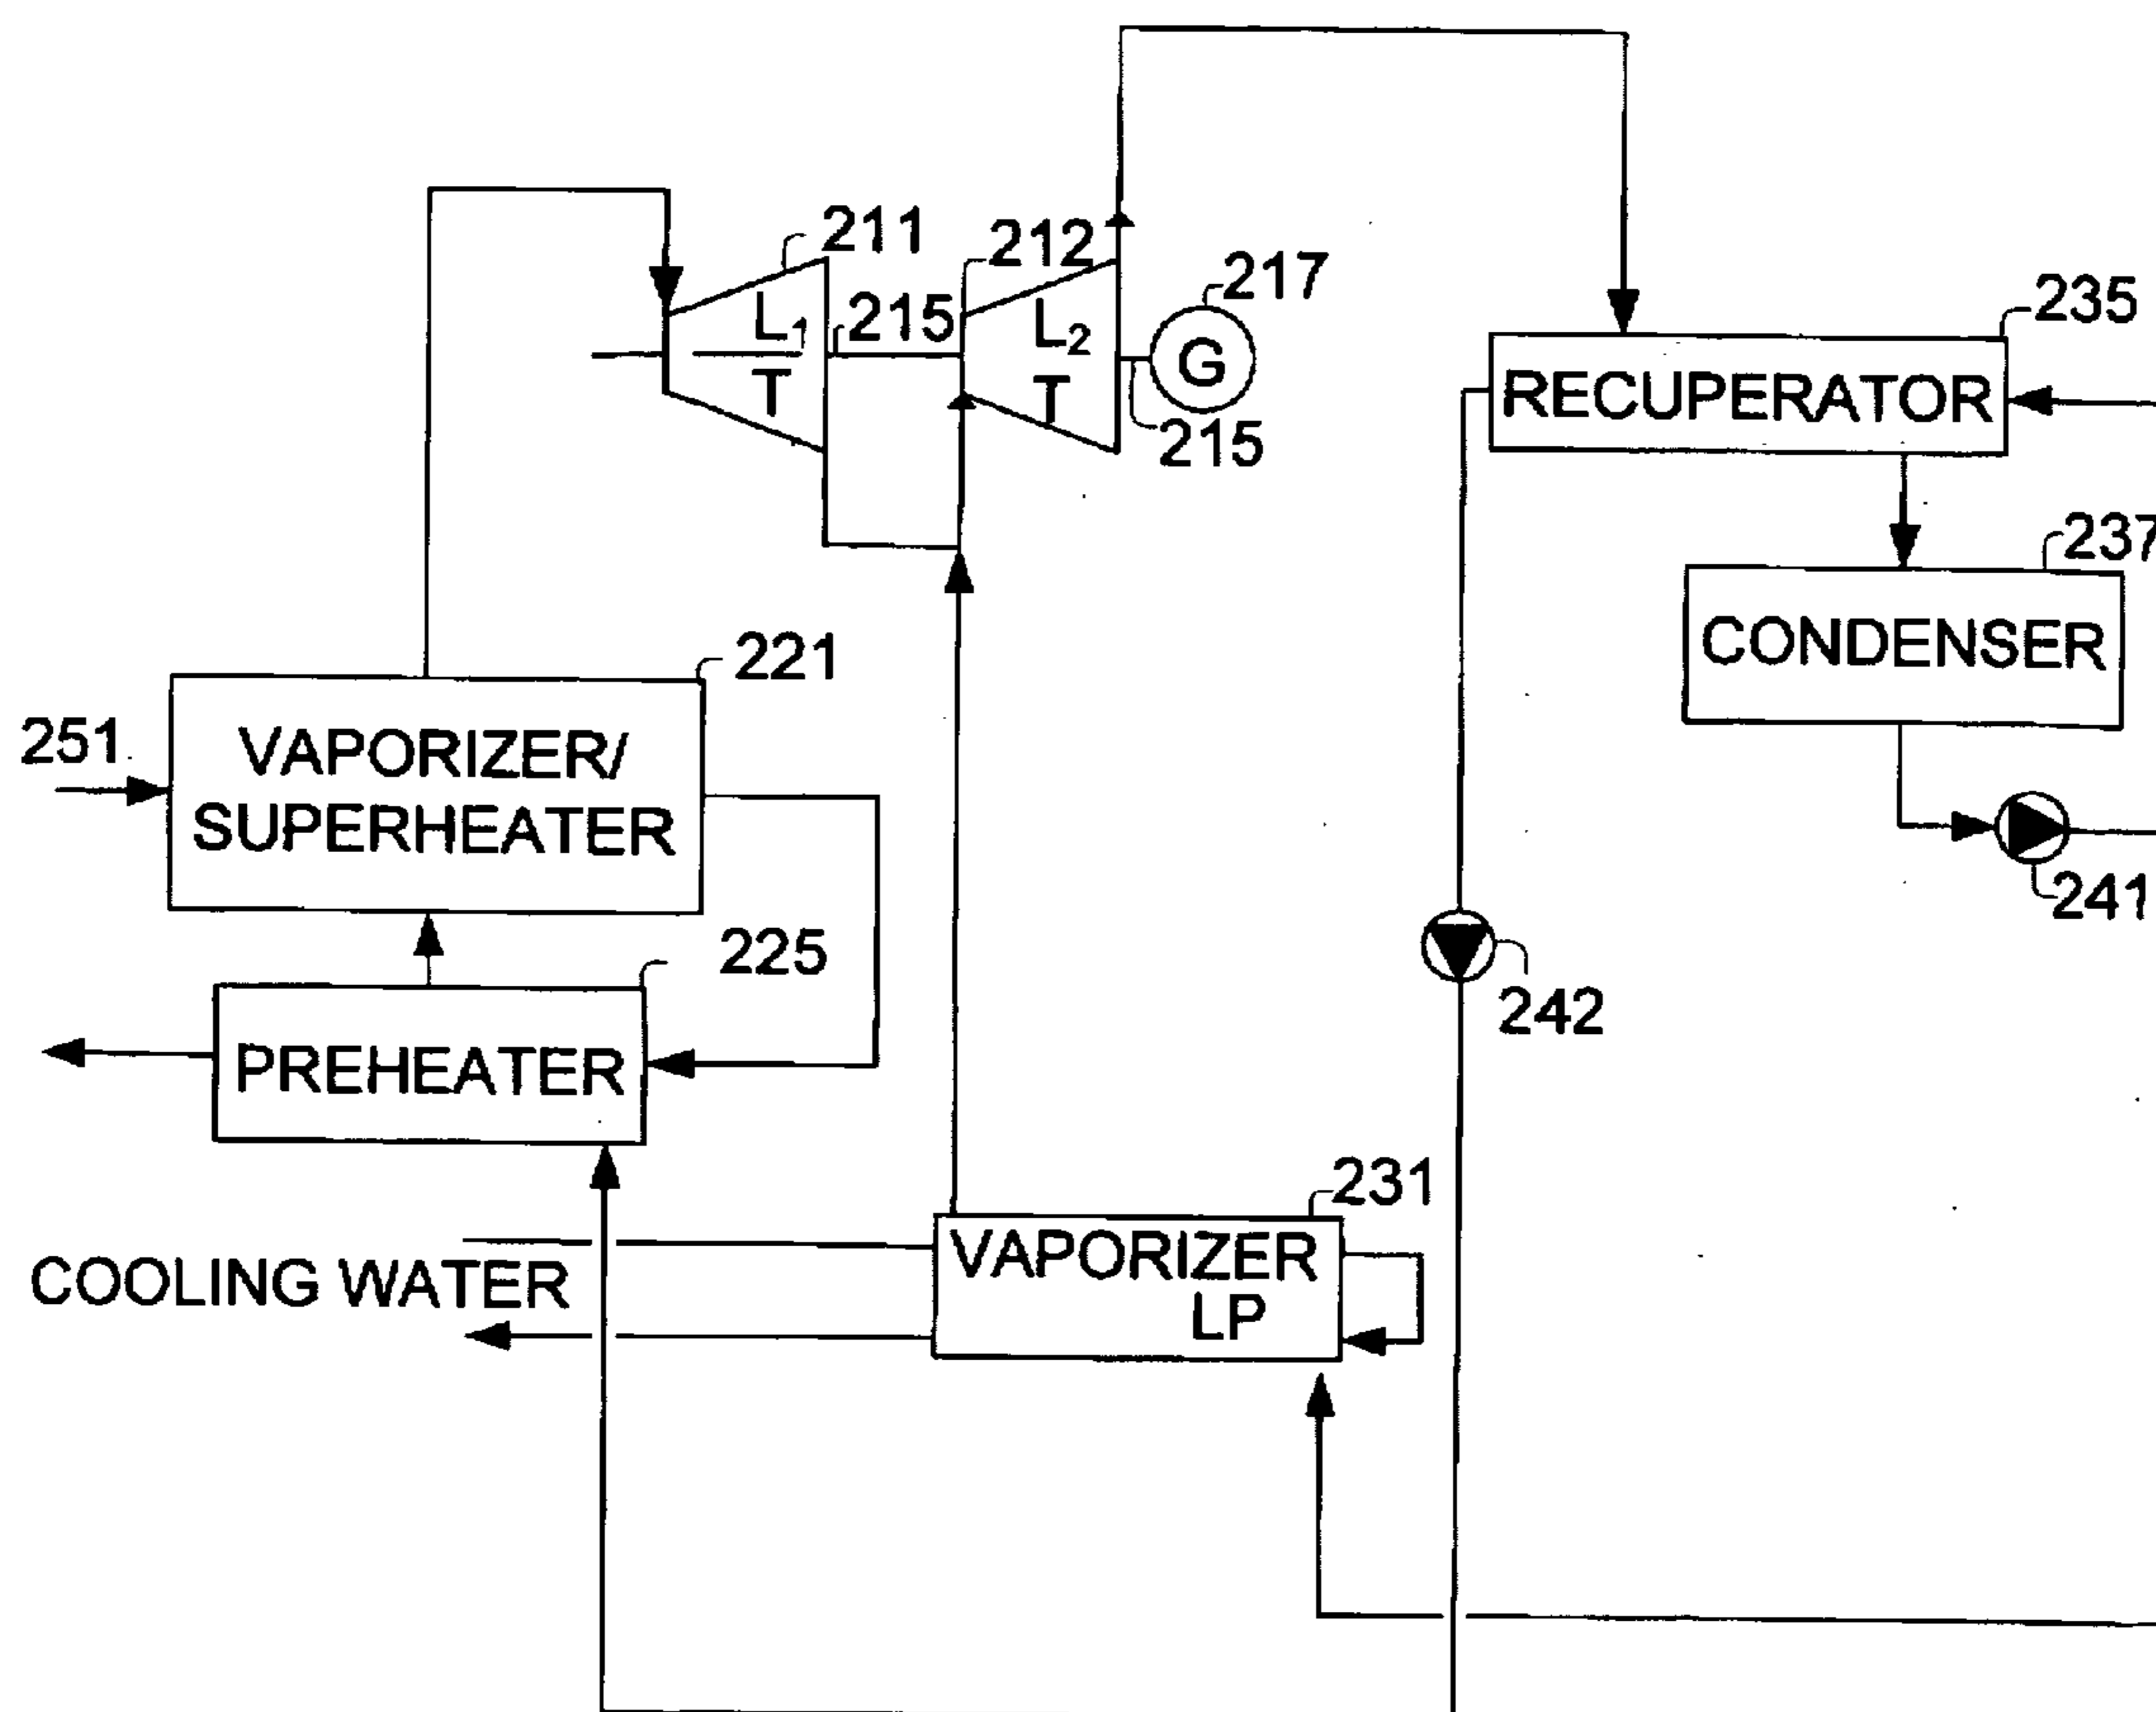 211
212
217
L1
T
215
L2
T
G
215
235
RECUPERATOR
237
CONDENSER
221
251
VAPORIZER/
SUPERHEATER
241
225
242
PREHEATER
231
COOLING WATER
VAPORIZER
LP